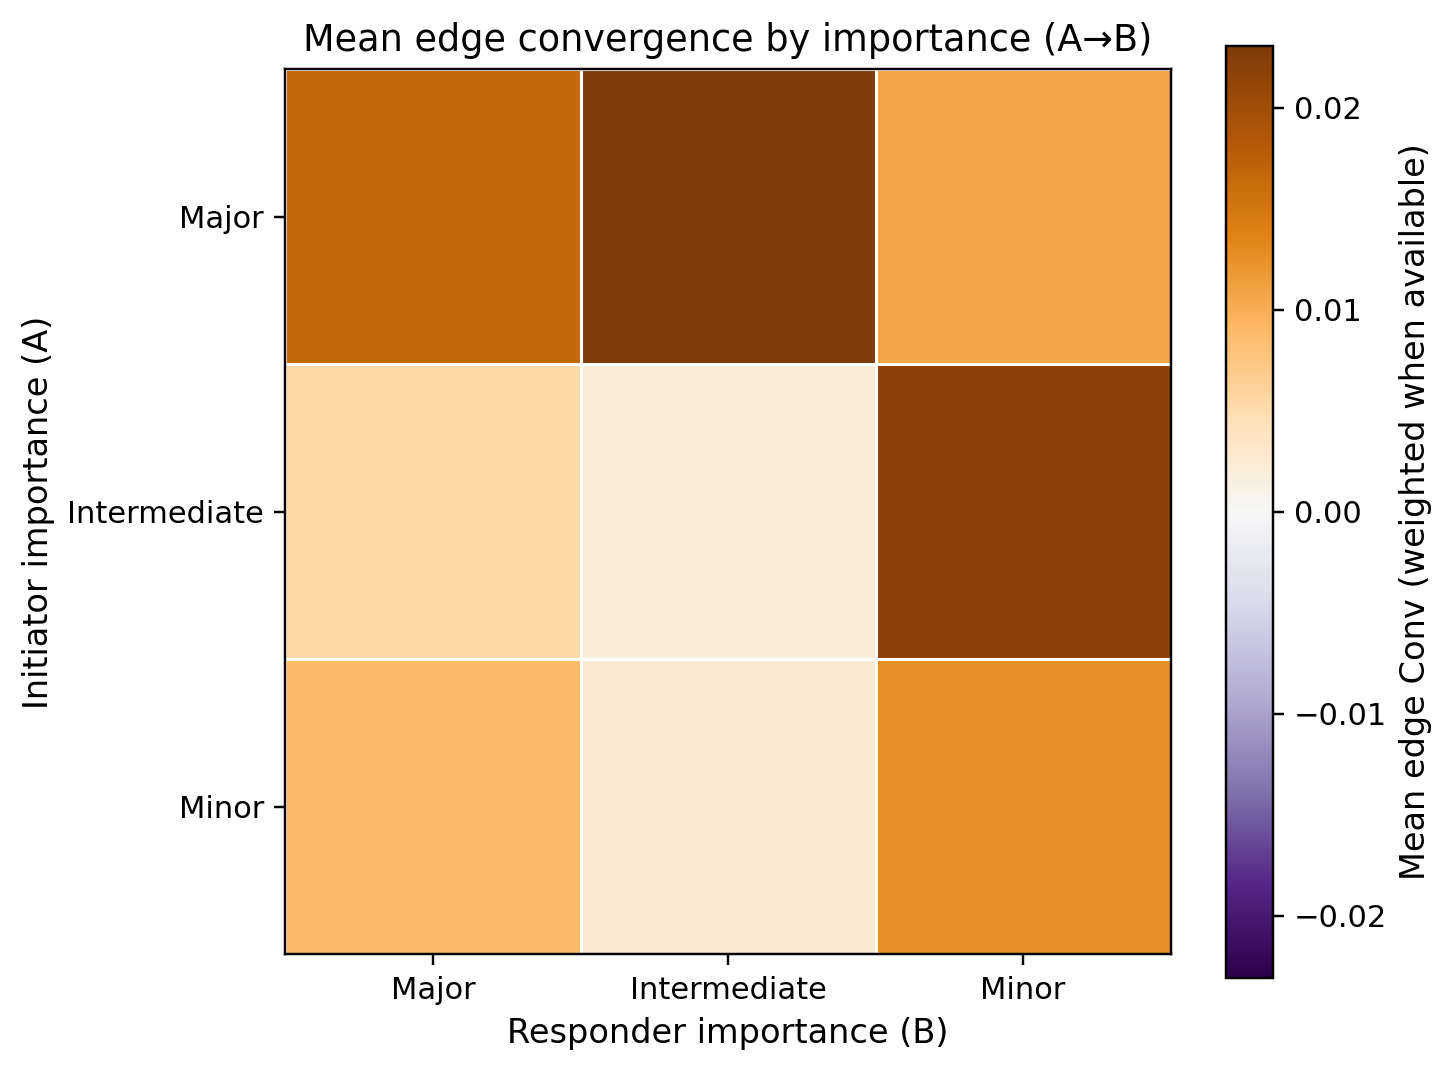 Mean edge convergence by importance (A→B)
Initiator importance (A)
Major
Intermediate
Minor
Major
Intermediate
Minor
Responder importance (B)
0.02
0.01
0.00
−0.01
−0.02
Mean edge Conv (weighted when available)